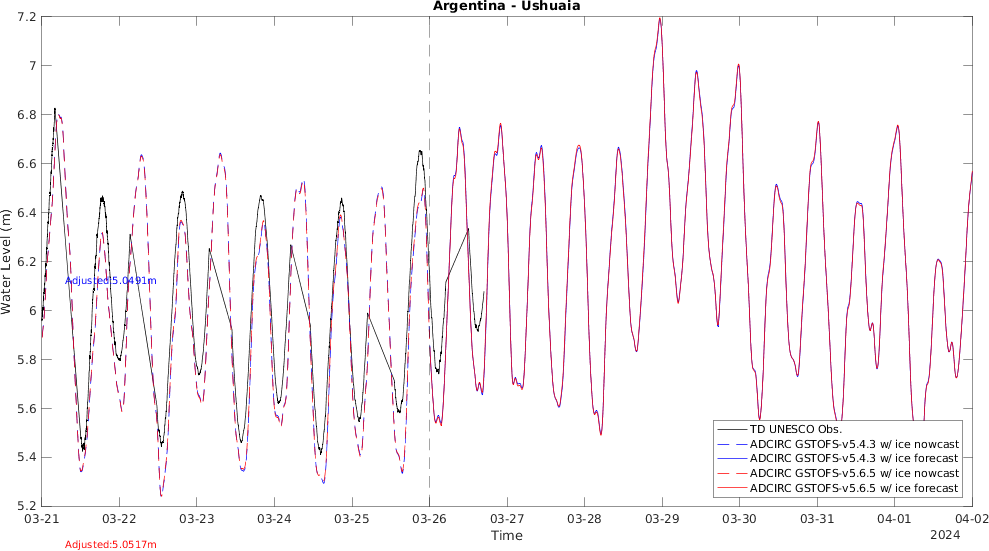 Argentina - Ushuaia
Water Level (m)
7.2
7
6.8
6.6
6.4
6.2
6
5.8
5.6
5.4
5.2
Adjusted:5.0491m
TD UNESCO Obs.
ADCIRC GSTOFS-v5.4.3 w/ ice nowcast
ADCIRC GSTOFS-v5.4.3 w/ ice forecast
ADCIRC GSTOFS-v5.6.5 w/ ice nowcast
ADCIRC GSTOFS-v5.6.5 w/ ice forecast
03-21 03-22 03-23 03-24 03-25 03-26 03-27 03-28 03-29 03-30 03-31 04-01 04-02
Time
2024
Adjusted:5.0517m